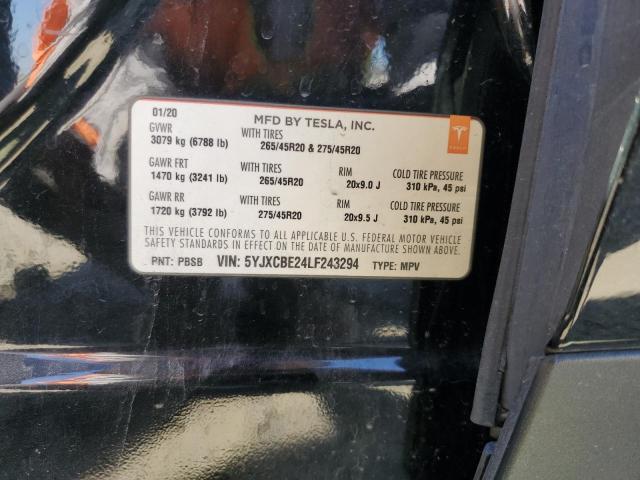 01/20
MFD BY TESLA, INC.
GVWR
3079 kg (6788 lb)
WITH TIRES
265/45R20 & 275/45R20
TESLA
GAWR FRT
1470 kg (3241 lb)
WITH TIRES
265/45R20
RIM
20x9.0 J
COLD TIRE PRESSURE
310 kPa, 45 psi
GAWR RR
1720 kg (3792 lb)
WITH TIRES
275/45R20
RIM
20x9.5 J
COLD TIRE PRESSURE
310 kPa, 45 psi
THIS VEHICLE CONFORMS TO ALL APPLICABLE U.S. FEDERAL MOTOR VEHICLE
SAFETY STANDARDS IN EFFECT ON THE DATE OF MANUFACTURE SHOWN ABOVE.
PNT: PBSB VIN: 5YJXCBE24LF243294 TYPE: MPV